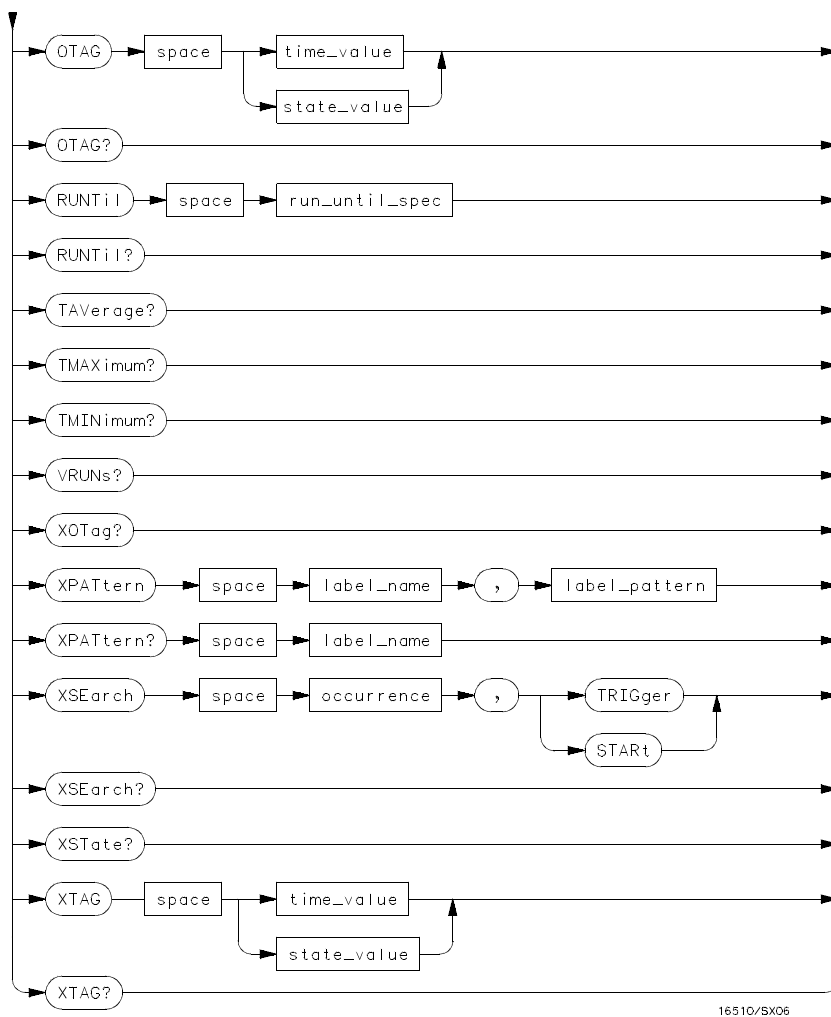 OTAG space time_value
state_value
OTAG?
RUNTil space run_until_spec
RUNTil?
TAVerage?
TMAXimum?
TMINimum?
VRUNs?
XOTag?
XPATtern space label_name , label_pattern
XPATtern? space label_name
XSEarch space occurrence , TRIGger
STARt
XSEarch?
XSTate?
XTAG space time_value
state_value
XTAG?
16510/SX06